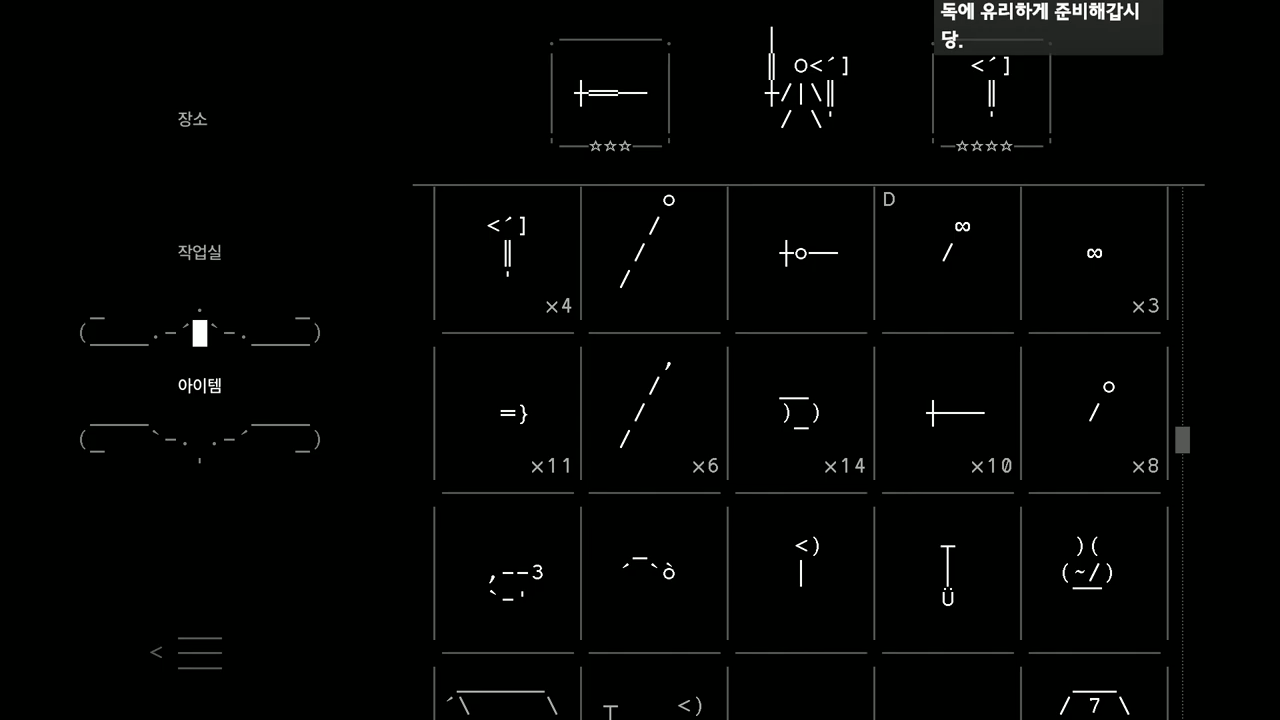 독에 유리하게 준비해갑시
당.
장소
☆☆☆
☆☆☆☆
작업실
D
×4
×3
아이템
×11
×6
×14
×10
×8
<
7